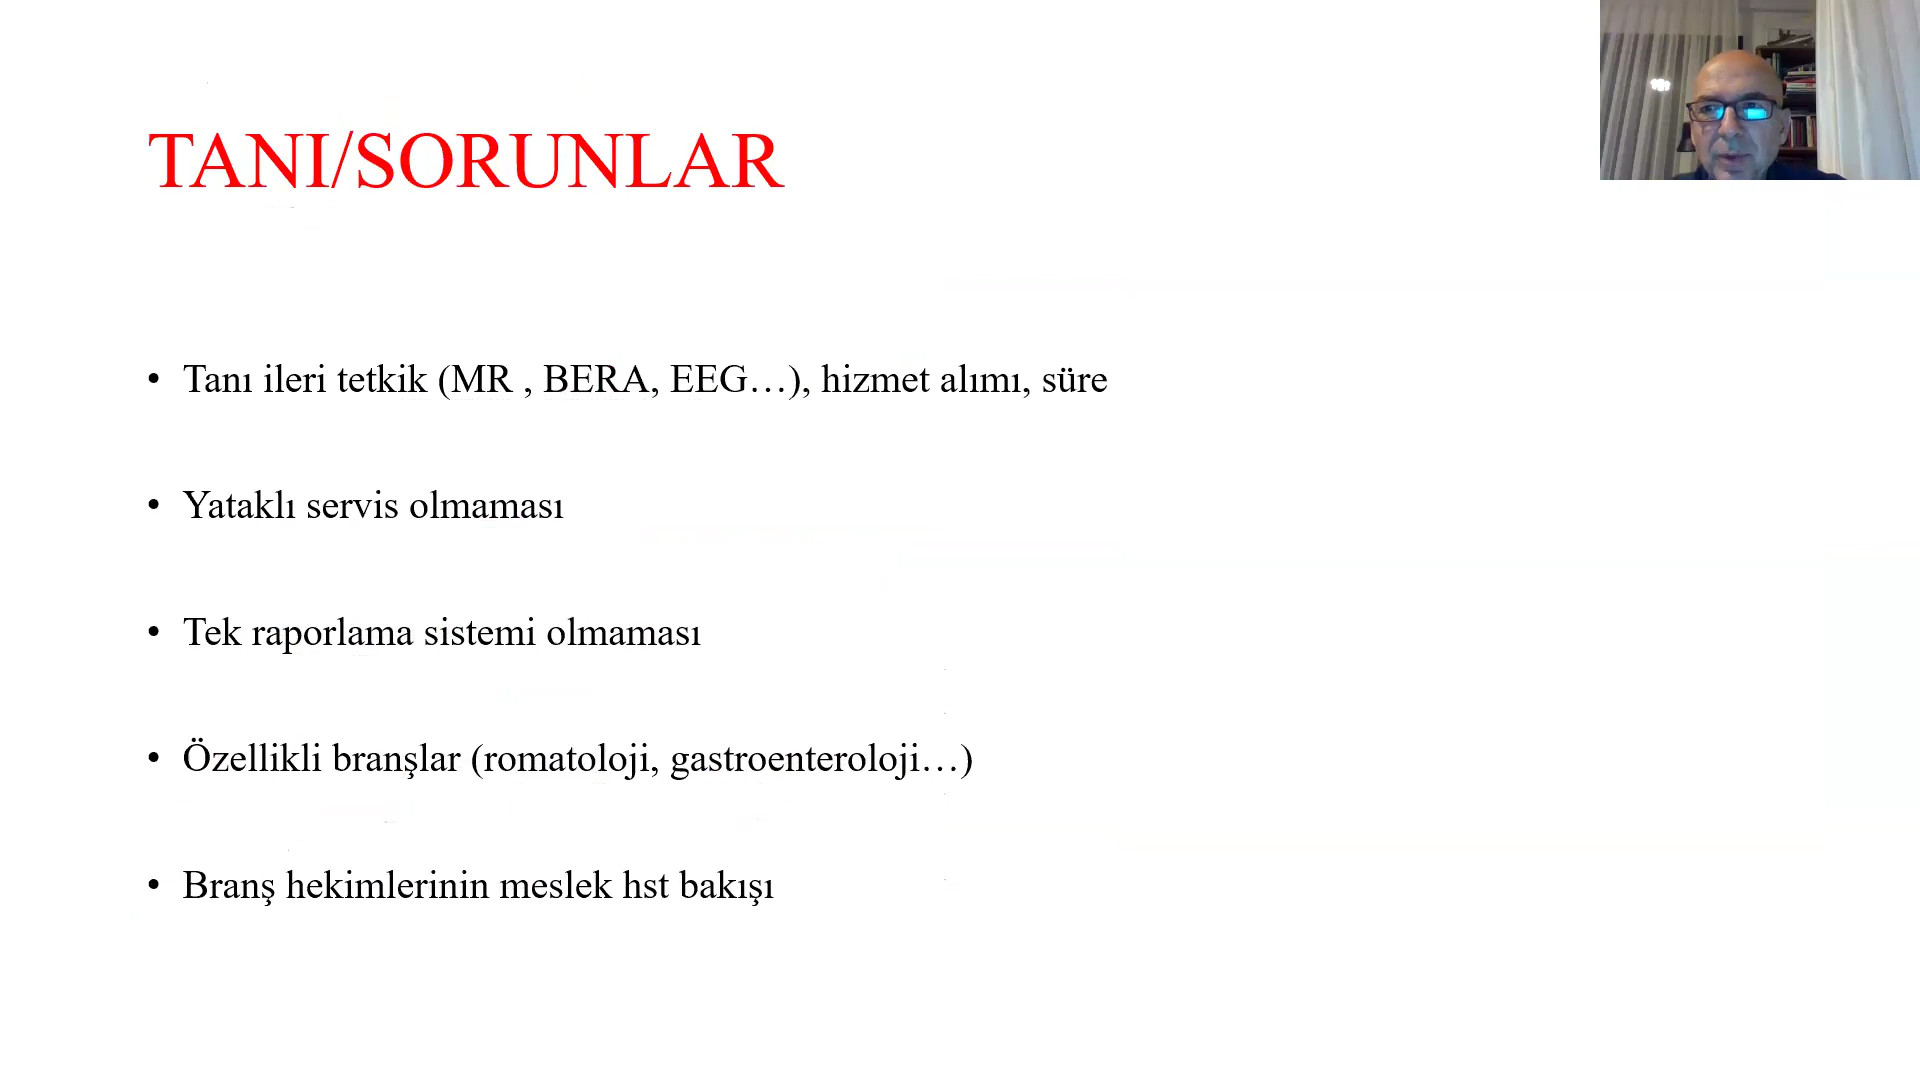 TANI/SORUNLAR
• Tanı ileri tetkik (MR , BERA, EEG…), hizmet alımı, süre
• Yataklı servis olmaması
• Tek raporlama sistemi olmaması
• Özellikli branşlar (romatoloji, gastroenteroloji…)
• Branş hekimlerinin meslek hst bakışı